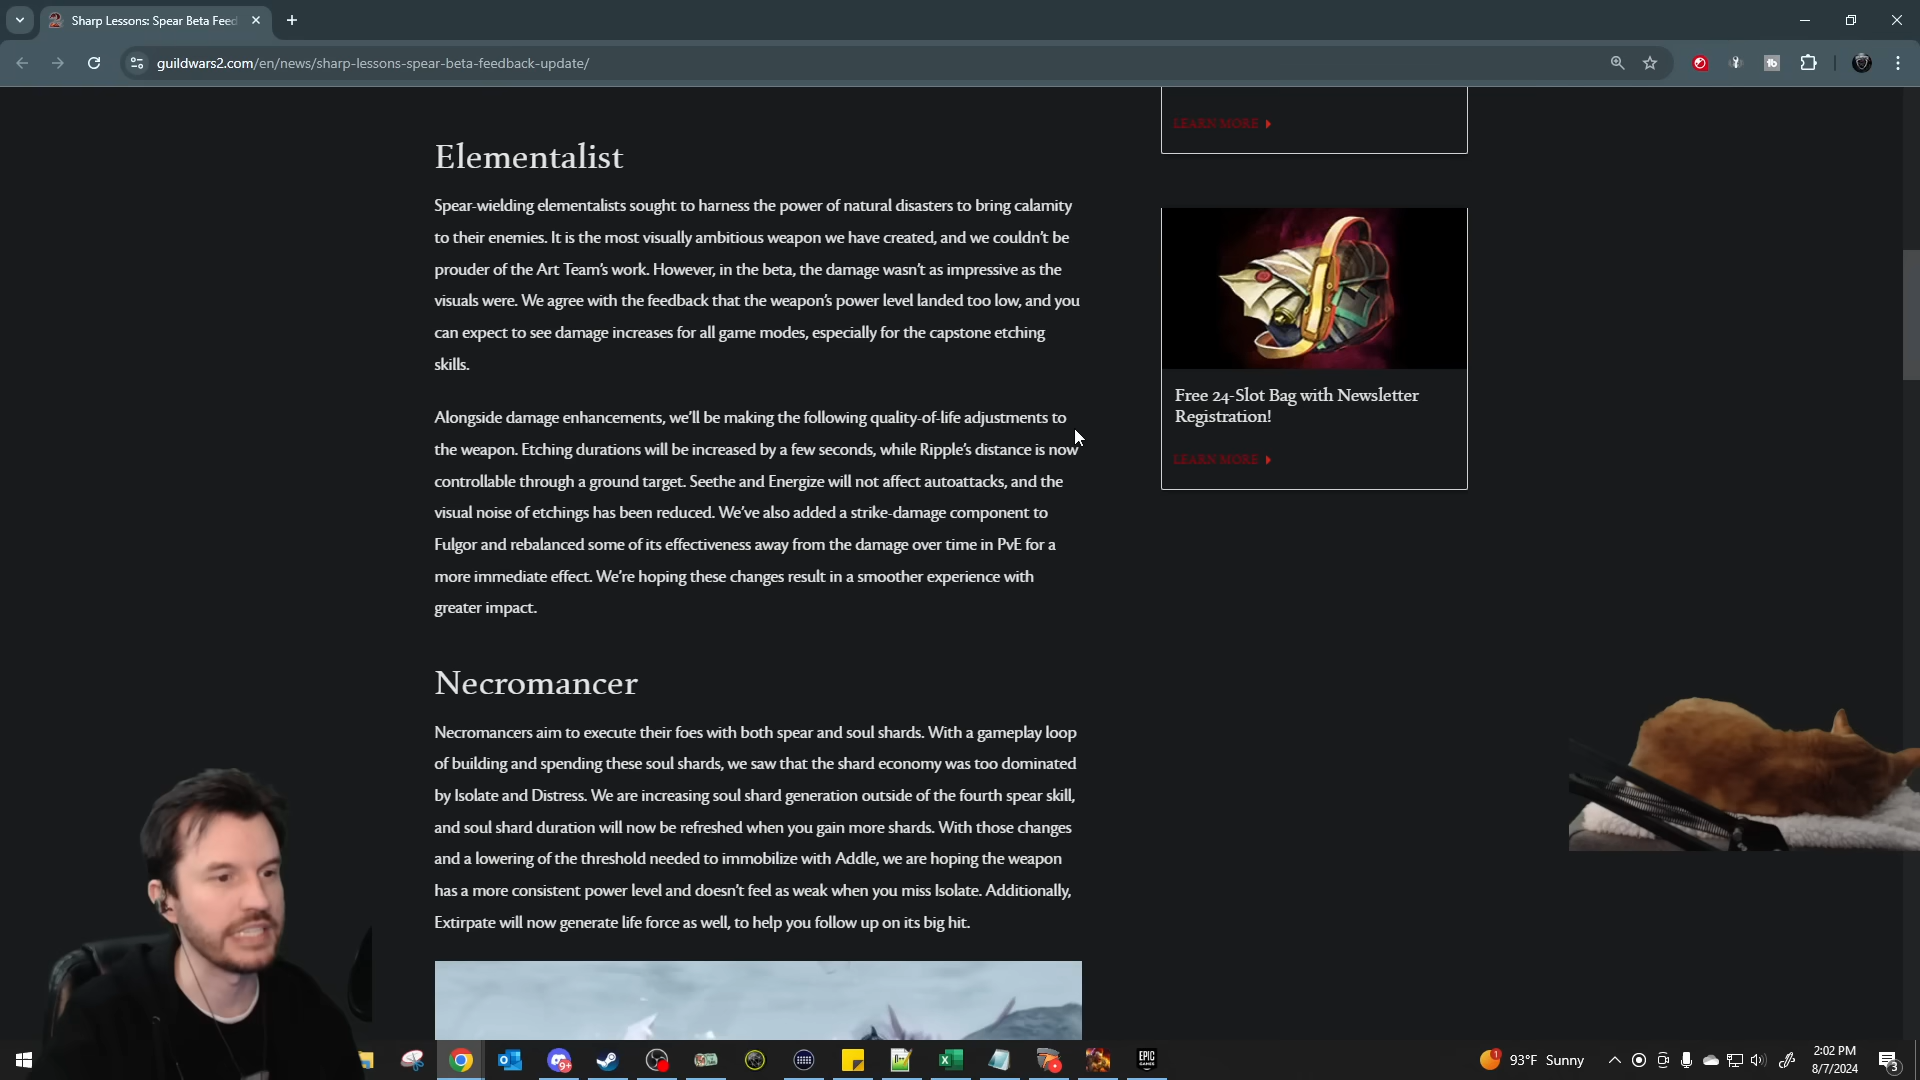 Sharp Lessons: Spear Beta Feed
guildwars2.com/en/news/sharp-lessons-spear-beta-feedback-update/
LEARN MORE
Elementalist
Spear-wielding elementalists sought to harness the power of natural disasters to bring calamity
to their enemies. It is the most visually ambitious weapon we have created, and we couldn't be
prouder of the Art Team's work. However, in the beta, the damage wasn't as impressive as the
visuals were. We agree with the feedback that the weapon's power level landed too low, and you
can expect to see damage increases for all game modes, especially for the capstone etching
skills.
Alongside damage enhancements, we'll be making the following quality-of-life adjustments to
the weapon. Etching durations will be increased by a few seconds, while Ripple's distance is now
controllable through a ground target. Seethe and Energize will not affect autoattacks, and the
visual noise of etchings has been reduced. We've also added a strike-damage component to
Fulgor and rebalanced some of its effectiveness away from the damage over time in PvE for a
more immediate effect. We're hoping these changes result in a smoother experience with
greater impact.
Free 24-Slot Bag with Newsletter
Registration!
LEARN MORE
Necromancer
Necromancers aim to execute their foes with both spear and soul shards. With a gameplay loop
of building and spending these soul shards, we saw that the shard economy was too dominated
by Isolate and Distress. We are increasing soul shard generation outside of the fourth spear skill,
and soul shard duration will now be refreshed when you gain more shards. With those changes
and a lowering of the threshold needed to immobilize with Addle, we are hoping the weapon
has a more consistent power level and doesn't feel as weak when you miss Isolate. Additionally,
Extirpate will now generate life force as well, to help you follow up on its big hit.
9+
EPIC
GAMES
1
93°F Sunny
2:02 PM
8/7/2024
3